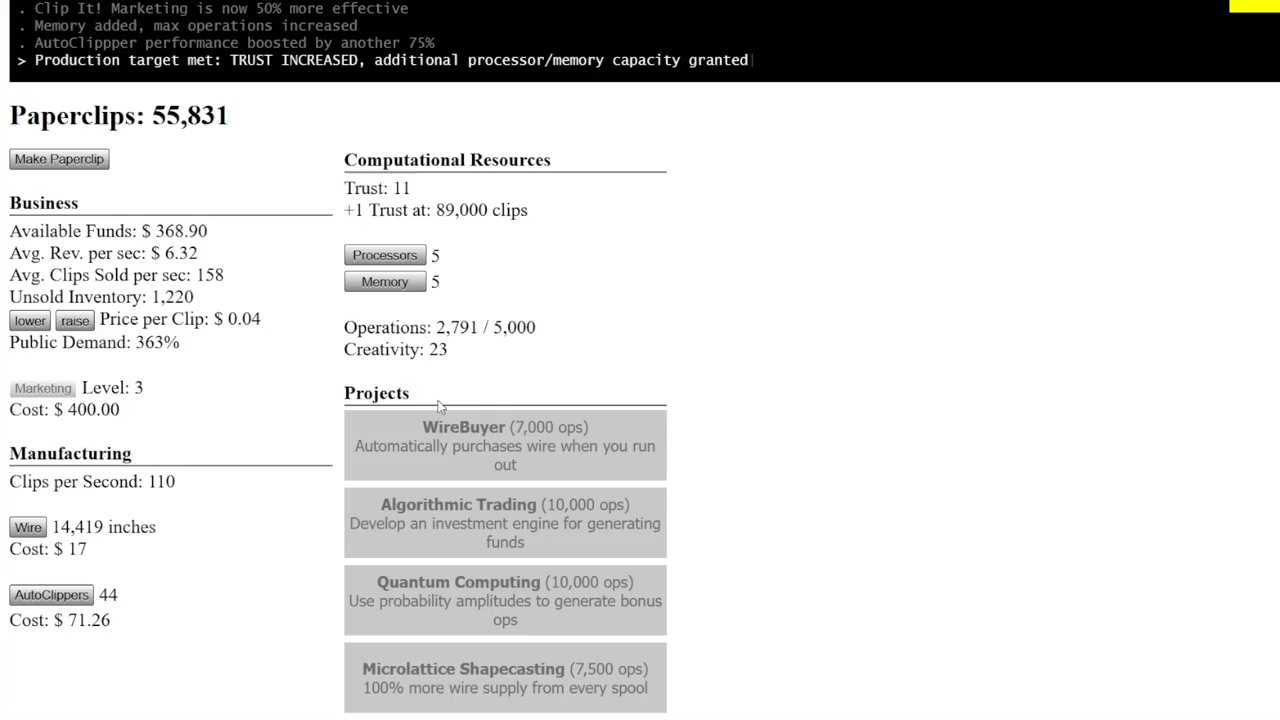 . Clip It! Marketing is now 50% more effective
. Memory added, max operations increased
. AutoClippper performance boosted by another 75%
> Production target met: TRUST INCREASED, additional processor/memory capacity granted
Paperclips: 55,831
Make Paperclip
Business
Available Funds: $ 368.90
Avg. Rev. per sec: $ 6.32
Avg. Clips Sold per sec: 158
Unsold Inventory: 1,220
lower raise Price per Clip: $ 0.04
Public Demand: 363%
Marketing Level: 3
Cost: $ 400.00
Manufacturing
Clips per Second: 110
Wire 14,419 inches
Cost: $ 17
AutoClippers 44
Cost: $ 71.26
Computational Resources
Trust: 11
+1 Trust at: 89,000 clips
Processors 5
Memory 5
Operations: 2,791 / 5,000
Creativity: 23
Projects
WireBuyer (7,000 ops)
Automatically purchases wire when you run
out
Algorithmic Trading (10,000 ops)
Develop an investment engine for generating
funds
Quantum Computing (10,000 ops)
Use probability amplitudes to generate bonus
ops
Microlattice Shapecasting (7,500 ops)
100% more wire supply from every spool